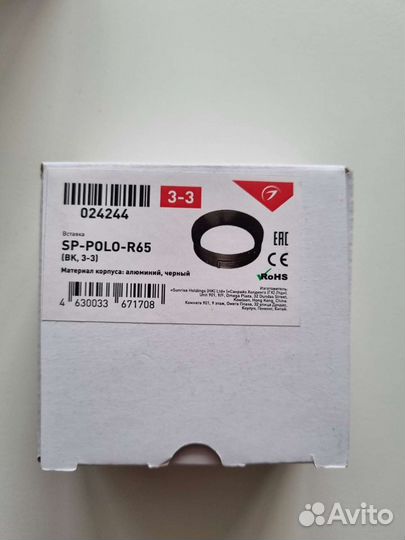 3-3
024244
Вставка
SP-POLO-R65
(BK, 3-3)
Материал корпуса: алюминий, черный
4 630033 671708
EAC
CE
RoHS
Изготовитель:
«Sunrise Holdings (HK) Ltd» («Санрайз Холдингз (ГК) Лтд»)
Unit 901, 9/F, Omega Plaza, 32 Dundas Street,
Kowloon, Hong Kong, China
Комната 901, 9 этаж, Омега Плаза, 32 улица Дандас,
Коулун, Гонконг, Китай
Avito